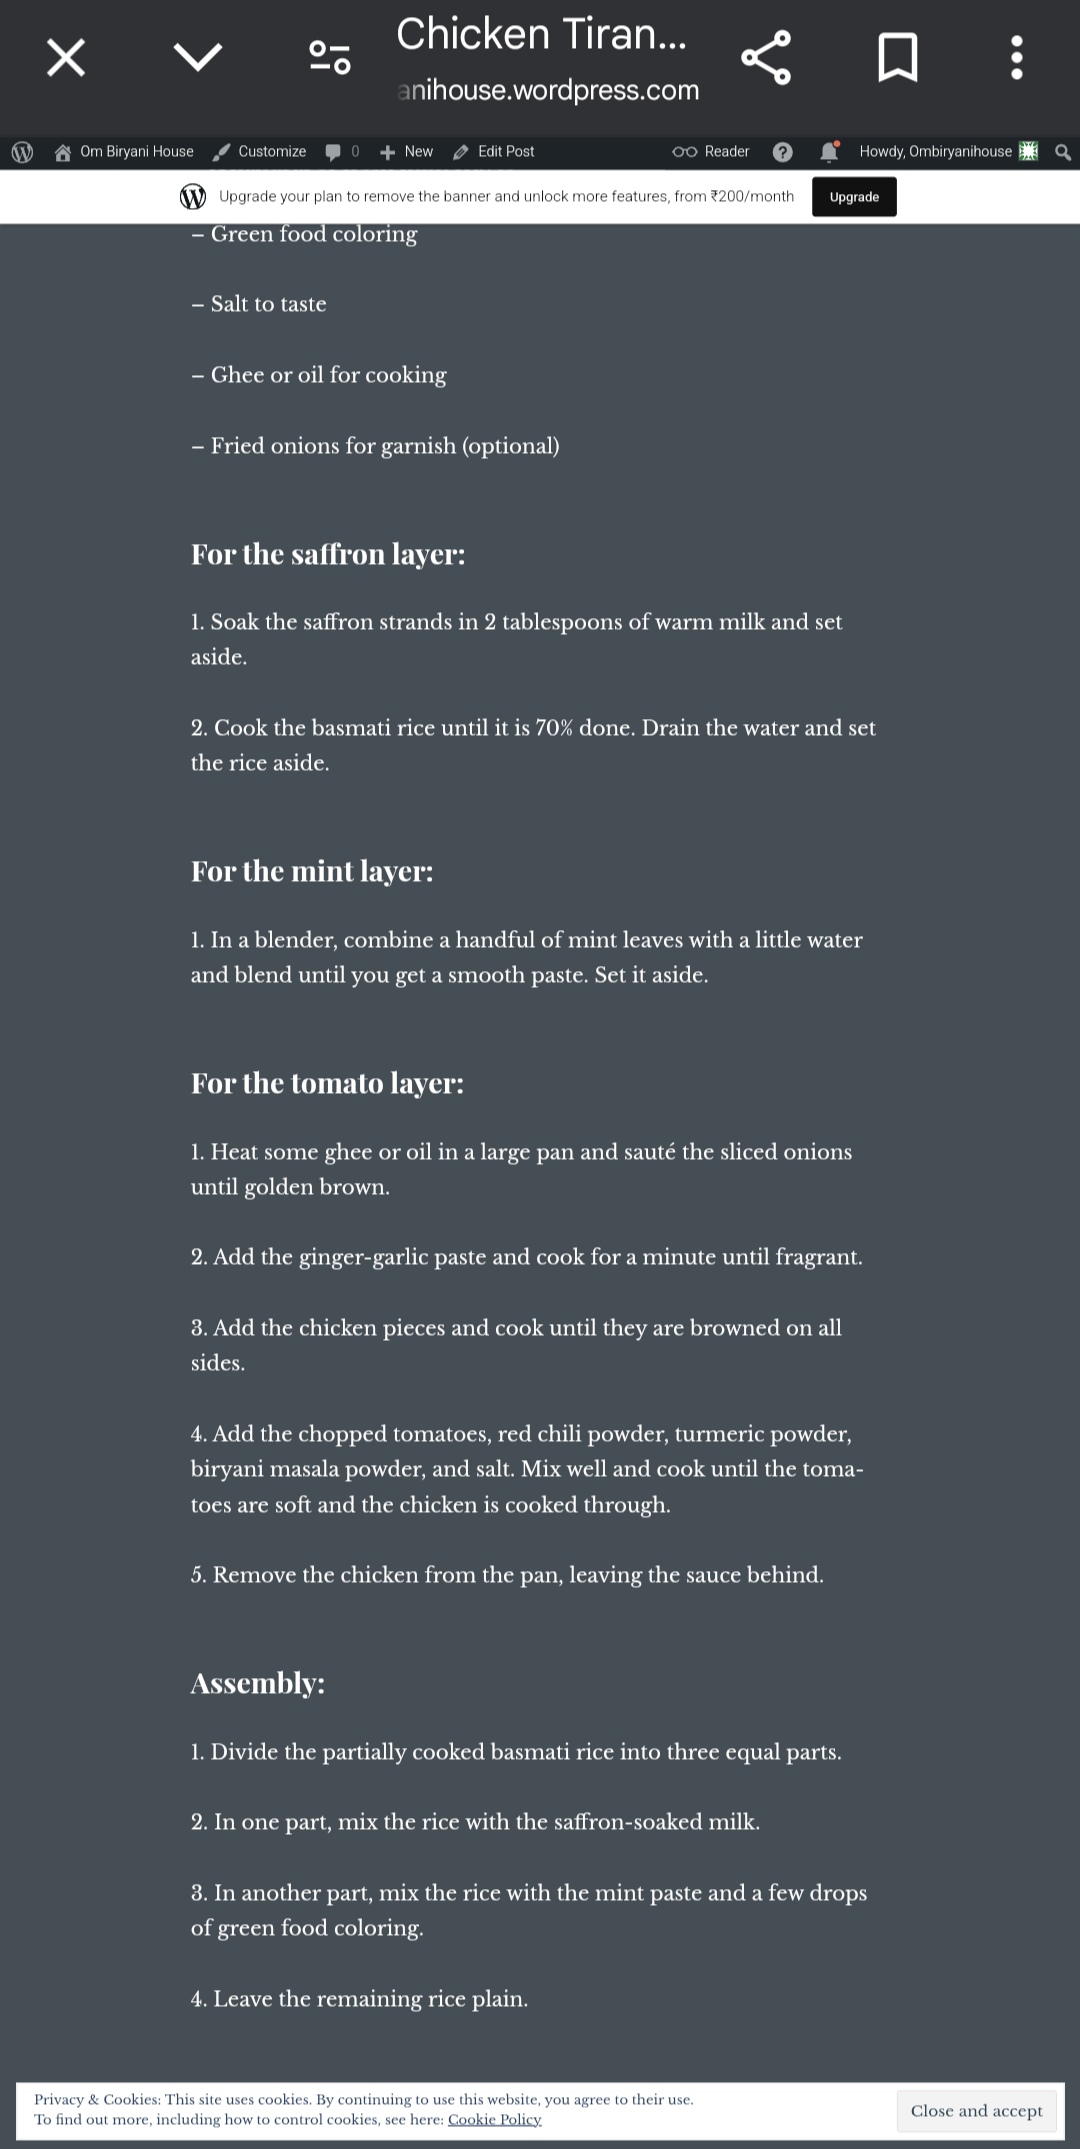 Chicken Tiran...
anihouse.wordpress.com
Om Biryani House Customize 0 New Edit Post Reader Howdy, Ombiryanihouse
Upgrade your plan to remove the banner and unlock more features, from ₹200/month Upgrade
– Green food coloring
– Salt to taste
– Ghee or oil for cooking
– Fried onions for garnish (optional)
For the saffron layer:
1. Soak the saffron strands in 2 tablespoons of warm milk and set
aside.
2. Cook the basmati rice until it is 70% done. Drain the water and set
the rice aside.
For the mint layer:
1. In a blender, combine a handful of mint leaves with a little water
and blend until you get a smooth paste. Set it aside.
For the tomato layer:
1. Heat some ghee or oil in a large pan and sauté the sliced onions
until golden brown.
2. Add the ginger-garlic paste and cook for a minute until fragrant.
3. Add the chicken pieces and cook until they are browned on all
sides.
4. Add the chopped tomatoes, red chili powder, turmeric powder,
biryani masala powder, and salt. Mix well and cook until the toma-
toes are soft and the chicken is cooked through.
5. Remove the chicken from the pan, leaving the sauce behind.
Assembly:
1. Divide the partially cooked basmati rice into three equal parts.
2. In one part, mix the rice with the saffron-soaked milk.
3. In another part, mix the rice with the mint paste and a few drops
of green food coloring.
4. Leave the remaining rice plain.
Privacy & Cookies: This site uses cookies. By continuing to use this website, you agree to their use.
To find out more, including how to control cookies, see here: Cookie Policy
Close and accept